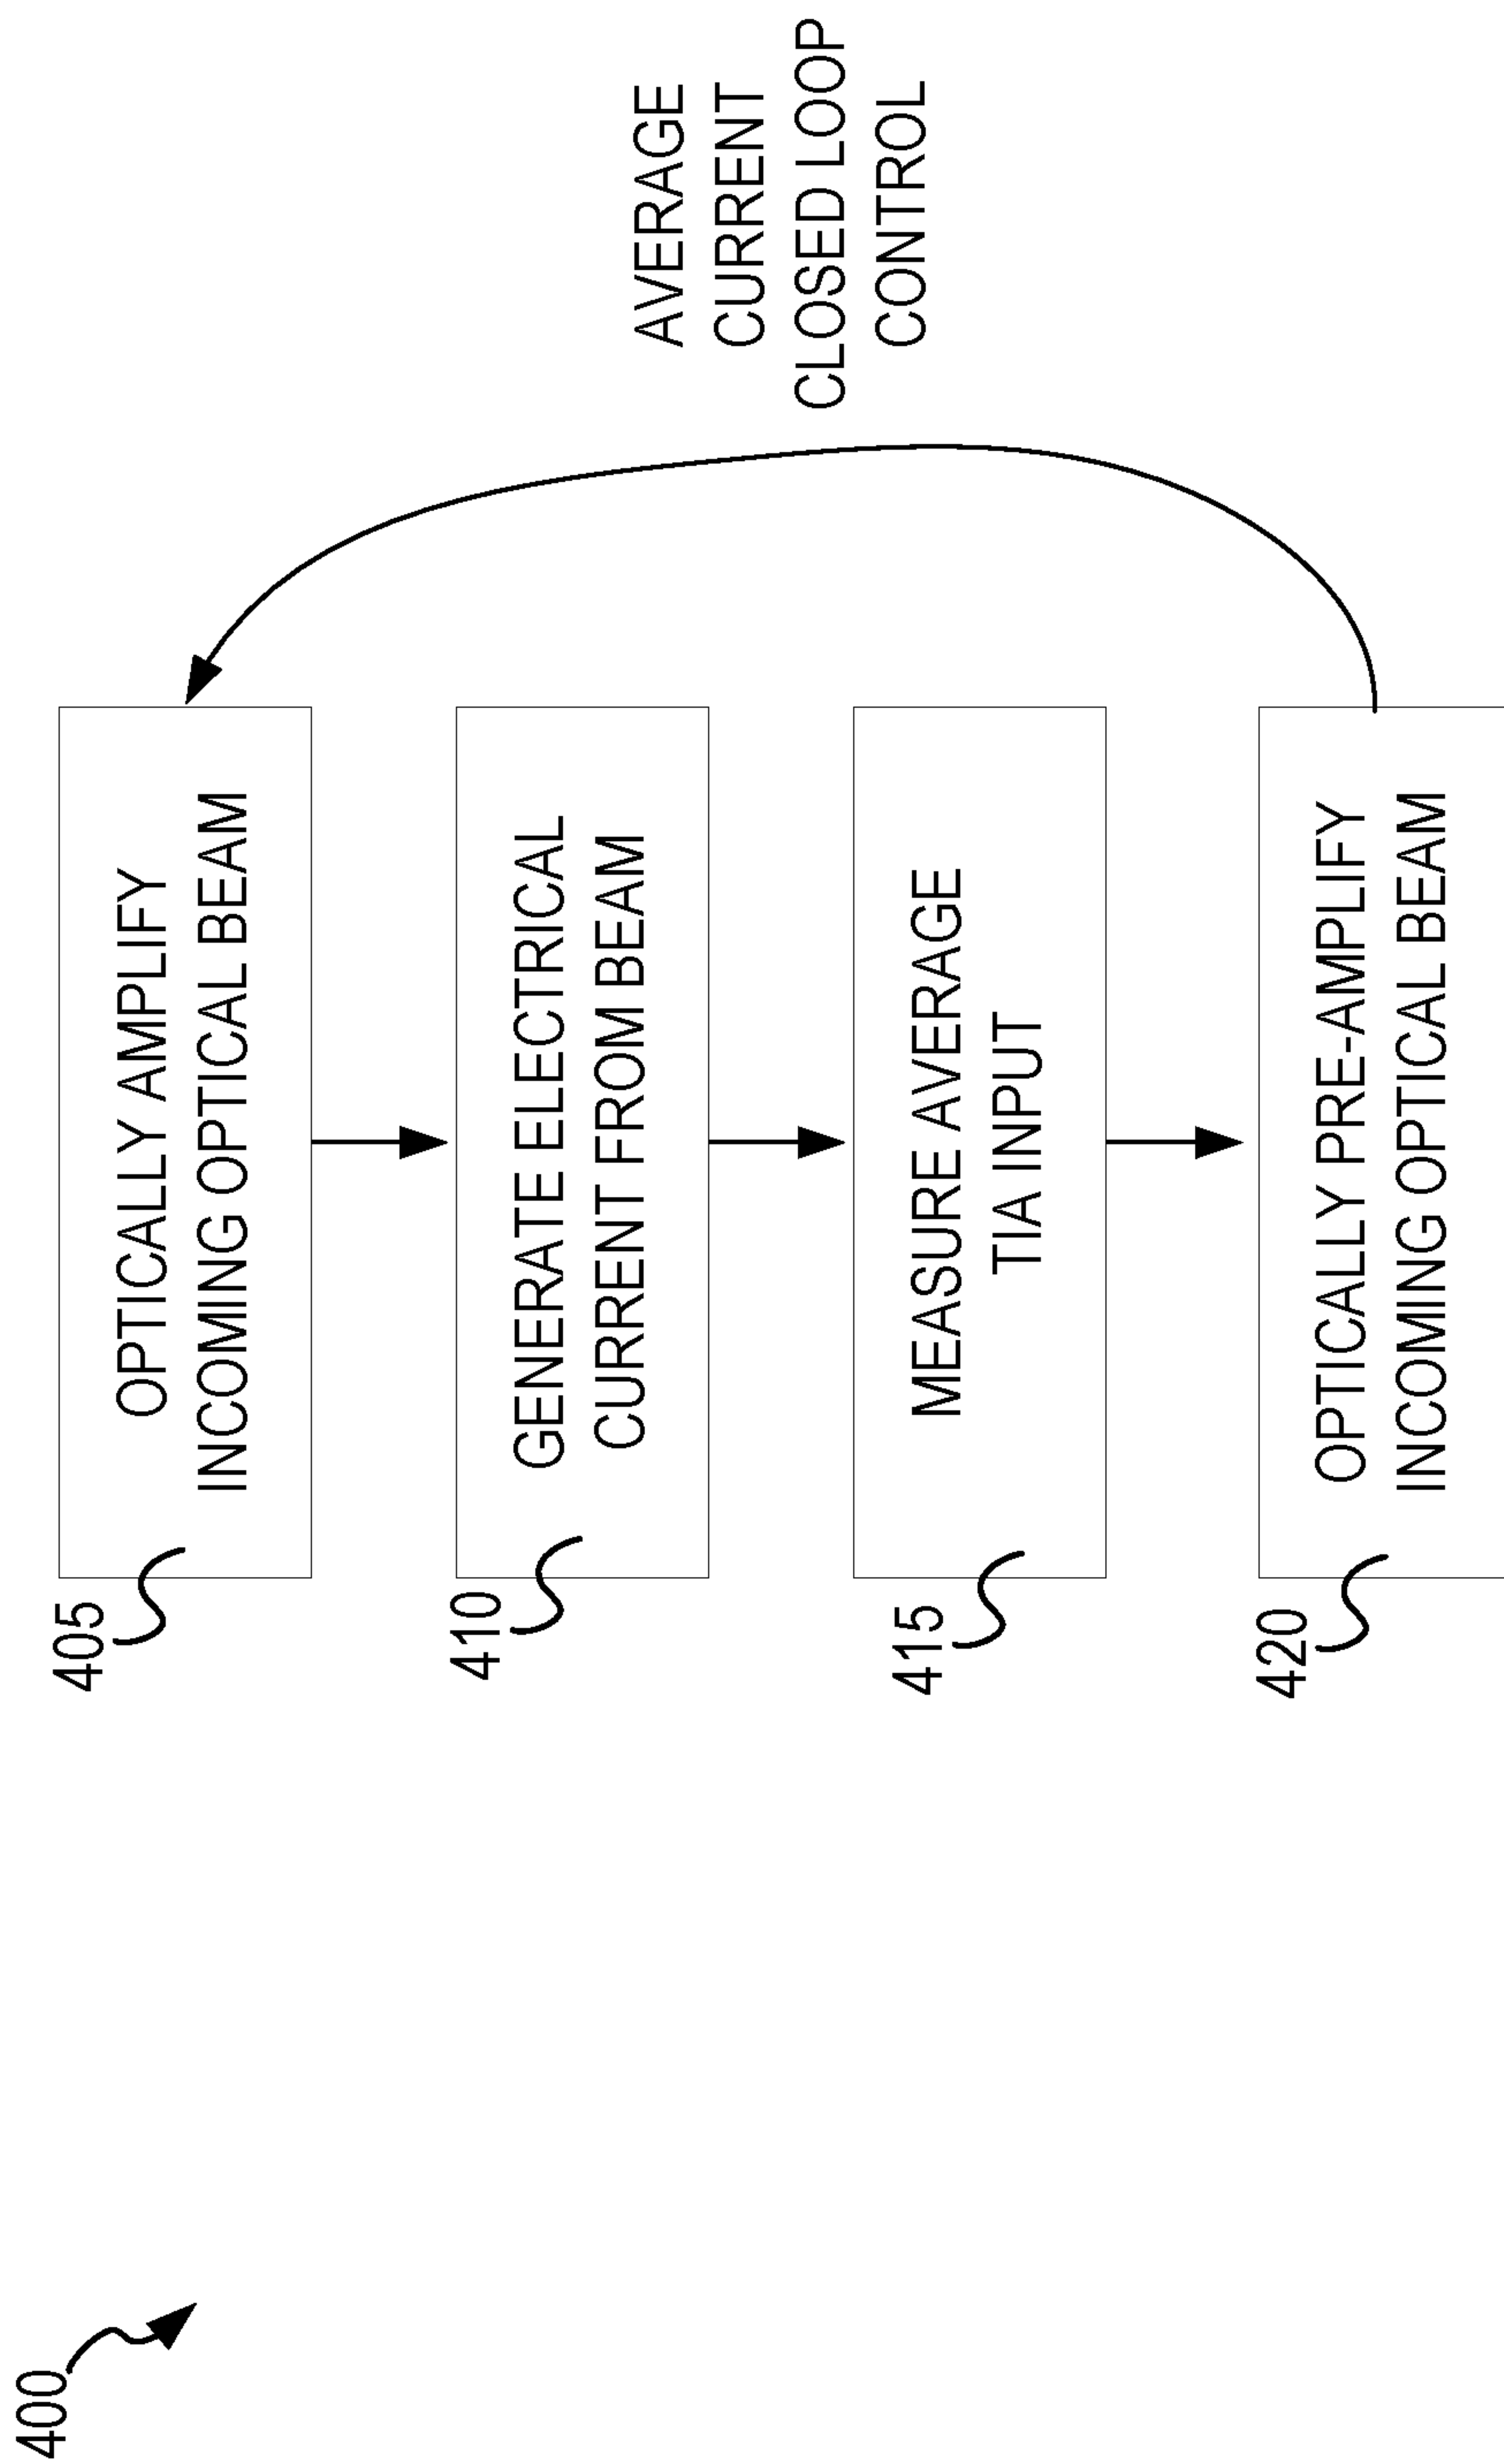 400
405
OPTICALLY AMPLIFY
INCOMING OPTICAL BEAM
410
GENERATE ELECTRICAL
CURRENT FROM BEAM
415
MEASURE AVERAGE
TIA INPUT
420
OPTICALLY PRE-AMPLIFY
INCOMING OPTICAL BEAM
AVERAGE
CURRENT
CLOSED LOOP
CONTROL